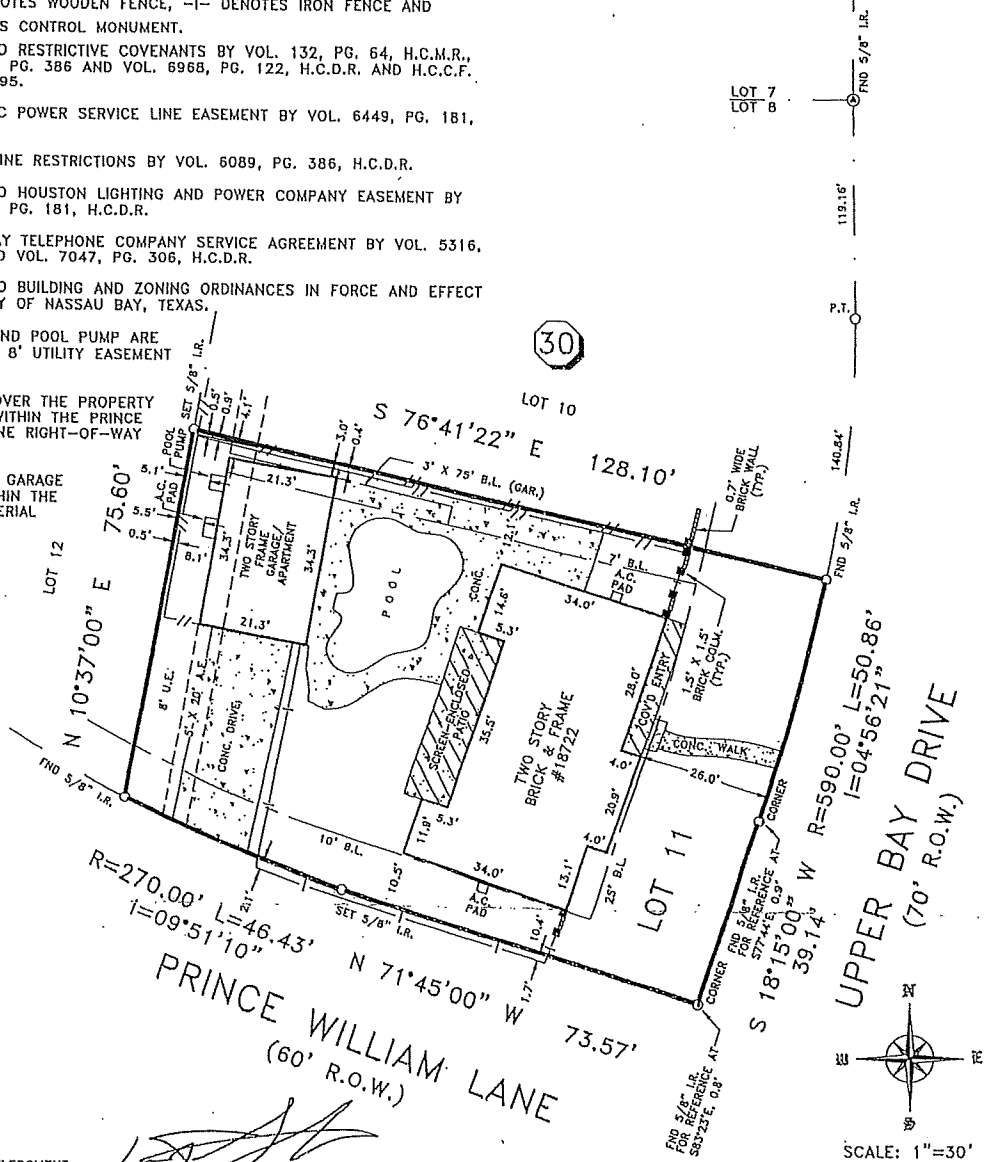 OTES WOODEN FENCE, -I- DENOTES IRON FENCE AND
S CONTROL MONUMENT.
O RESTRICTIVE COVENANTS BY VOL. 132, PG. 64, H.C.M.R.,
PG. 386 AND VOL. 6968, PG. 122, H.C.D.R. AND H.C.C.F.
95.
C POWER SERVICE LINE EASEMENT BY VOL. 6449, PG. 181,
INE RESTRICTIONS BY VOL. 6089, PG. 386, H.C.D.R.
O HOUSTON LIGHTING AND POWER COMPANY EASEMENT BY
PG. 181, H.C.D.R.
Y TELEPHONE COMPANY SERVICE AGREEMENT BY VOL. 5316,
D VOL. 7047, PG. 306, H.C.D.R.
O BUILDING AND ZONING ORDINANCES IN FORCE AND EFFECT
Y OF NASSAU BAY, TEXAS.
ND POOL PUMP ARE
8' UTILITY EASEMENT
OVER THE PROPERTY
WITHIN THE PRINCE
NE RIGHT-OF-WAY
GARAGE
HIN THE
ERIAL
FND 5/8" I.R.
LOT 7
LOT 8
119.16'
P.T.
140.84'
FND 5/8" I.R.
30
LOT 10
S 76°41'22" E 128.10'
SET 5/8" I.R.
0.5'
0.9'
4.1'
3.0'
0.4'
3' X 75' B.L. (GAR.)
0.7' WIDE
BRICK WALL
(TYP.)
POOL
PUMP
5.1'
A.C.
PAD
5.5'
0.5'
8.1'
75.60'
N 10°37'00" E
LOT 12
21.3'
34.3'
TWO STORY
FRAME
GARAGE/
APARTMENT
34.3'
21.3'
POOL
CONC.
12.1'
7' B.L.
A.C.
PAD
34.0'
14.6'
5.3'
SCREEN-ENCLOSED
PATIO
35.5'
5.3'
11.9'
TWO STORY
BRICK & FRAME
#18722
28.0'
COV'D ENTRY
1.5' X 1.5'
BRICK COLM.
(TYP.)
CONC. WALK
4.0'
26.0'
20.9'
4.0'
13.1'
25' B.L.
LOT 11
8' U.E.
5' X 20' A.E.
CONC. DRIVE
10' B.L.
10.5'
34.0'
A.C.
PAD
10.4'
1.7'
2.1'
FND 5/8" I.R.
SET 5/8" I.R.
R=270.00' L=46.43'
I=09°51'10"
N 71°45'00" W 73.57'
PRINCE WILLIAM LANE
(60' R.O.W.)
CORNER
FND 5/8" I.R.
FOR REFERENCE AT
S77°44'E, 0.9'
CORNER
FND 5/8" I.R.
FOR REFERENCE AT
S83°23'E, 0.8'
S 18°15'00" W
39.14'
R=590.00' L=50.86'
I=04°56'21"
UPPER BAY DRIVE
(70' R.O.W.)
N
W
E
S
SCALE: 1"=30'